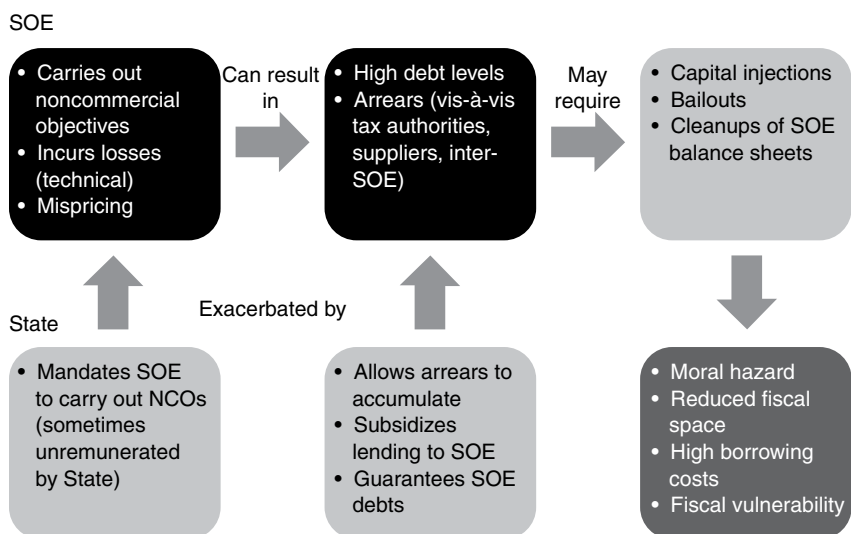 SOE
• Carries out
noncommercial
objectives
• Incurs losses
(technical)
• Mispricing
Can result
in
• High debt levels
• Arrears (vis-à-vis
tax authorities,
suppliers, inter-
SOE)
May
require
• Capital injections
• Bailouts
• Cleanups of SOE
balance sheets
State
• Mandates SOE
to carry out NCOs
(sometimes
unremunerated
by State)
Exacerbated by
• Allows arrears to
accumulate
• Subsidizes
lending to SOE
• Guarantees SOE
debts
• Moral hazard
• Reduced fiscal
space
• High borrowing
costs
• Fiscal vulnerability